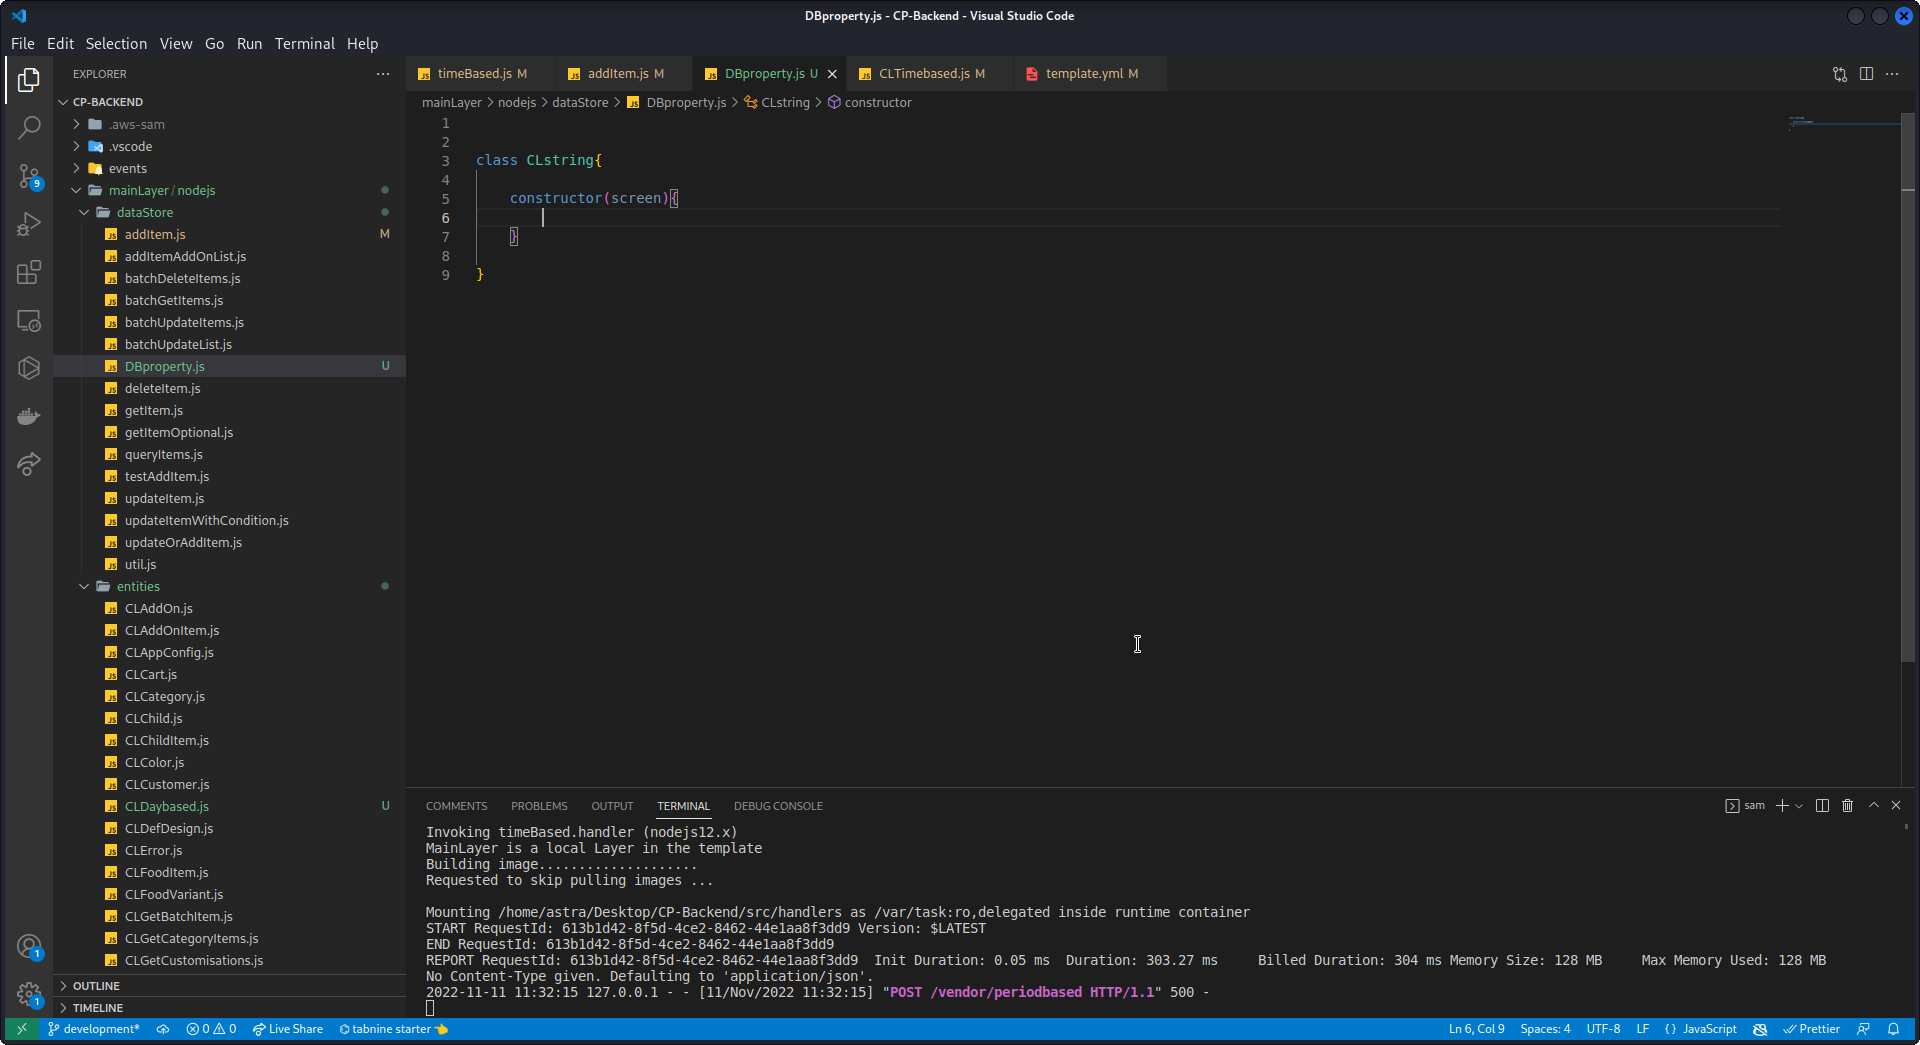 DBproperty.js - CP-Backend - Visual Studio Code
File Edit Selection View Go Run Terminal Help
EXPLORER
CP-BACKEND
.aws-sam
.vscode
events
mainLayer / nodejs
dataStore
addItem.js M
addItemAddOnList.js
batchDeleteItems.js
batchGetItems.js
batchUpdateItems.js
batchUpdateList.js
DBproperty.js U
deleteItem.js
getItem.js
getItemOptional.js
queryItems.js
testAddItem.js
updateItem.js
updateItemWithCondition.js
updateOrAddItem.js
util.js
entities
CLAddOn.js
CLAddOnItem.js
CLAppConfig.js
CLCart.js
CLCategory.js
CLChild.js
CLChildItem.js
CLColor.js
CLCustomer.js
CLDaybased.js U
CLDefDesign.js
CLError.js
CLFoodItem.js
CLFoodVariant.js
CLGetBatchItem.js
CLGetCategoryItems.js
CLGetCustomisations.js
OUTLINE
TIMELINE
9
1
1
timeBased.js M addItem.js M DBproperty.js U CLTimebased.js M template.yml M
mainLayer > nodejs > dataStore > DBproperty.js > CLstring > constructor
1
2
3 class CLstring{
4
5 constructor(screen){
6
7 }
8
9 }
COMMENTS PROBLEMS OUTPUT TERMINAL DEBUG CONSOLE sam
Invoking timeBased.handler (nodejs12.x)
MainLayer is a local Layer in the template
Building image....................
Requested to skip pulling images ...
Mounting /home/astra/Desktop/CP-Backend/src/handlers as /var/task:ro,delegated inside runtime container
START RequestId: 613b1d42-8f5d-4ce2-8462-44e1aa8f3dd9 Version: $LATEST
END RequestId: 613b1d42-8f5d-4ce2-8462-44e1aa8f3dd9
REPORT RequestId: 613b1d42-8f5d-4ce2-8462-44e1aa8f3dd9 Init Duration: 0.05 ms Duration: 303.27 ms Billed Duration: 304 ms Memory Size: 128 MB Max Memory Used: 128 MB
No Content-Type given. Defaulting to 'application/json'.
2022-11-11 11:32:15 127.0.0.1 - - [11/Nov/2022 11:32:15] "POST /vendor/periodbased HTTP/1.1" 500 -
development* 0 0 Live Share tabnine starter Ln 6, Col 9 Spaces: 4 UTF-8 LF {} JavaScript Prettier